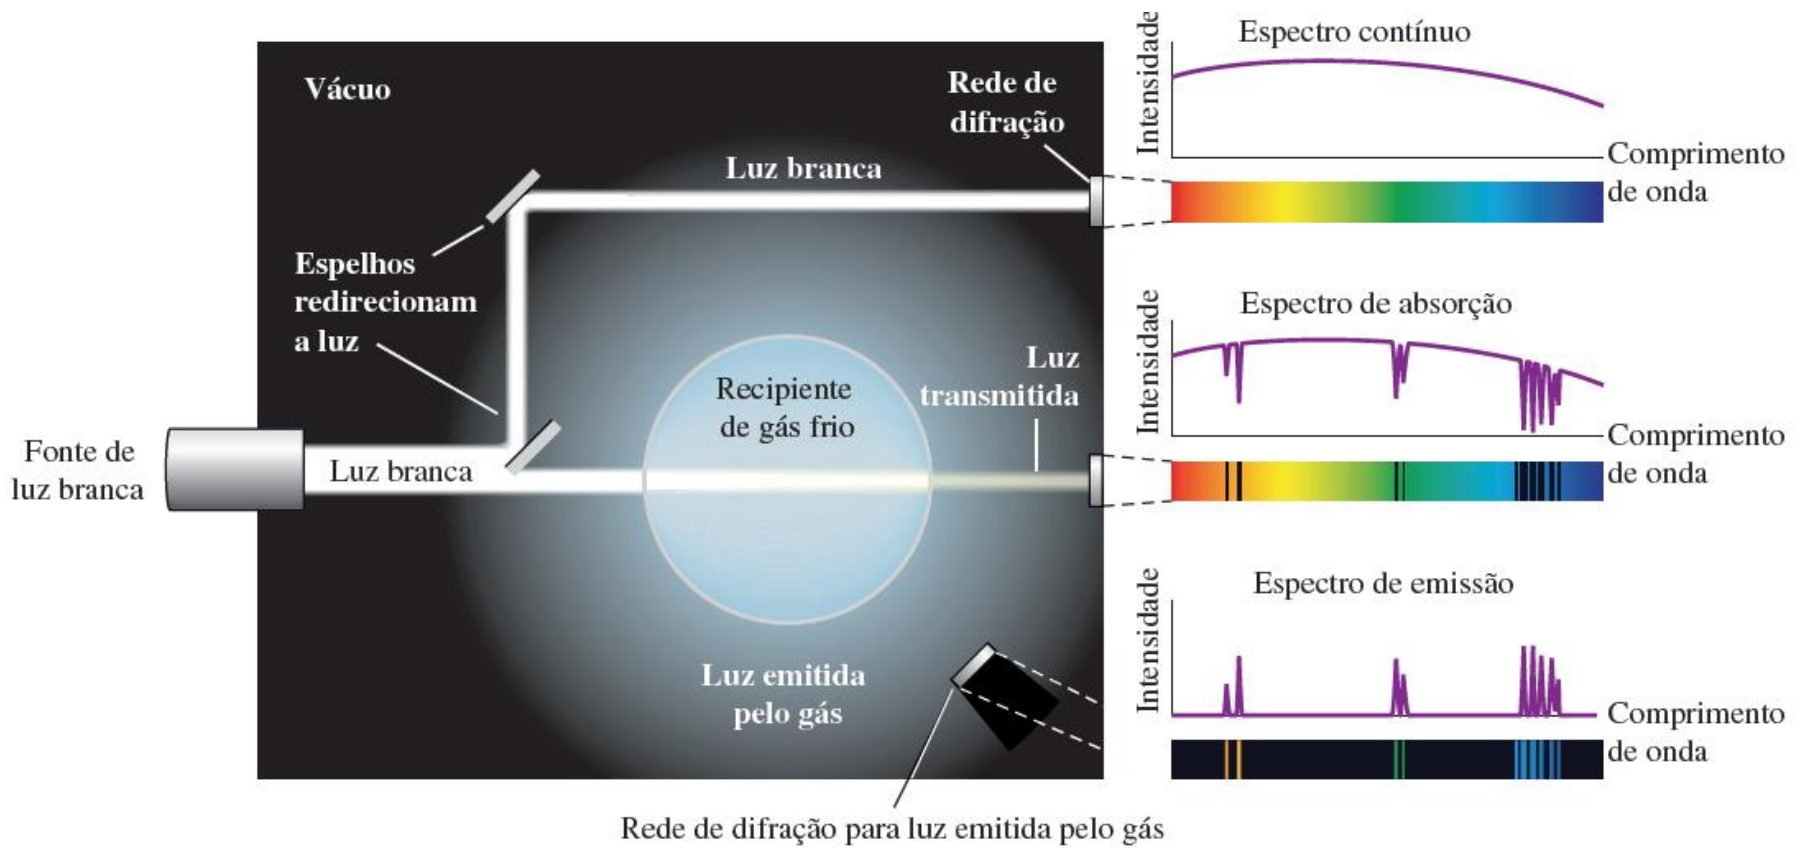 Vácuo
Rede de
difração
Luz branca
Espelhos
redirecionam
a luz
Recipiente
de gás frio
Luz
transmitida
Fonte de
luz branca
Luz branca
Luz emitida
pelo gás
Rede de difração para luz emitida pelo gás
Espectro contínuo
Intensidade
Comprimento
de onda
Espectro de absorção
Intensidade
Comprimento
de onda
Espectro de emissão
Intensidade
Comprimento
de onda